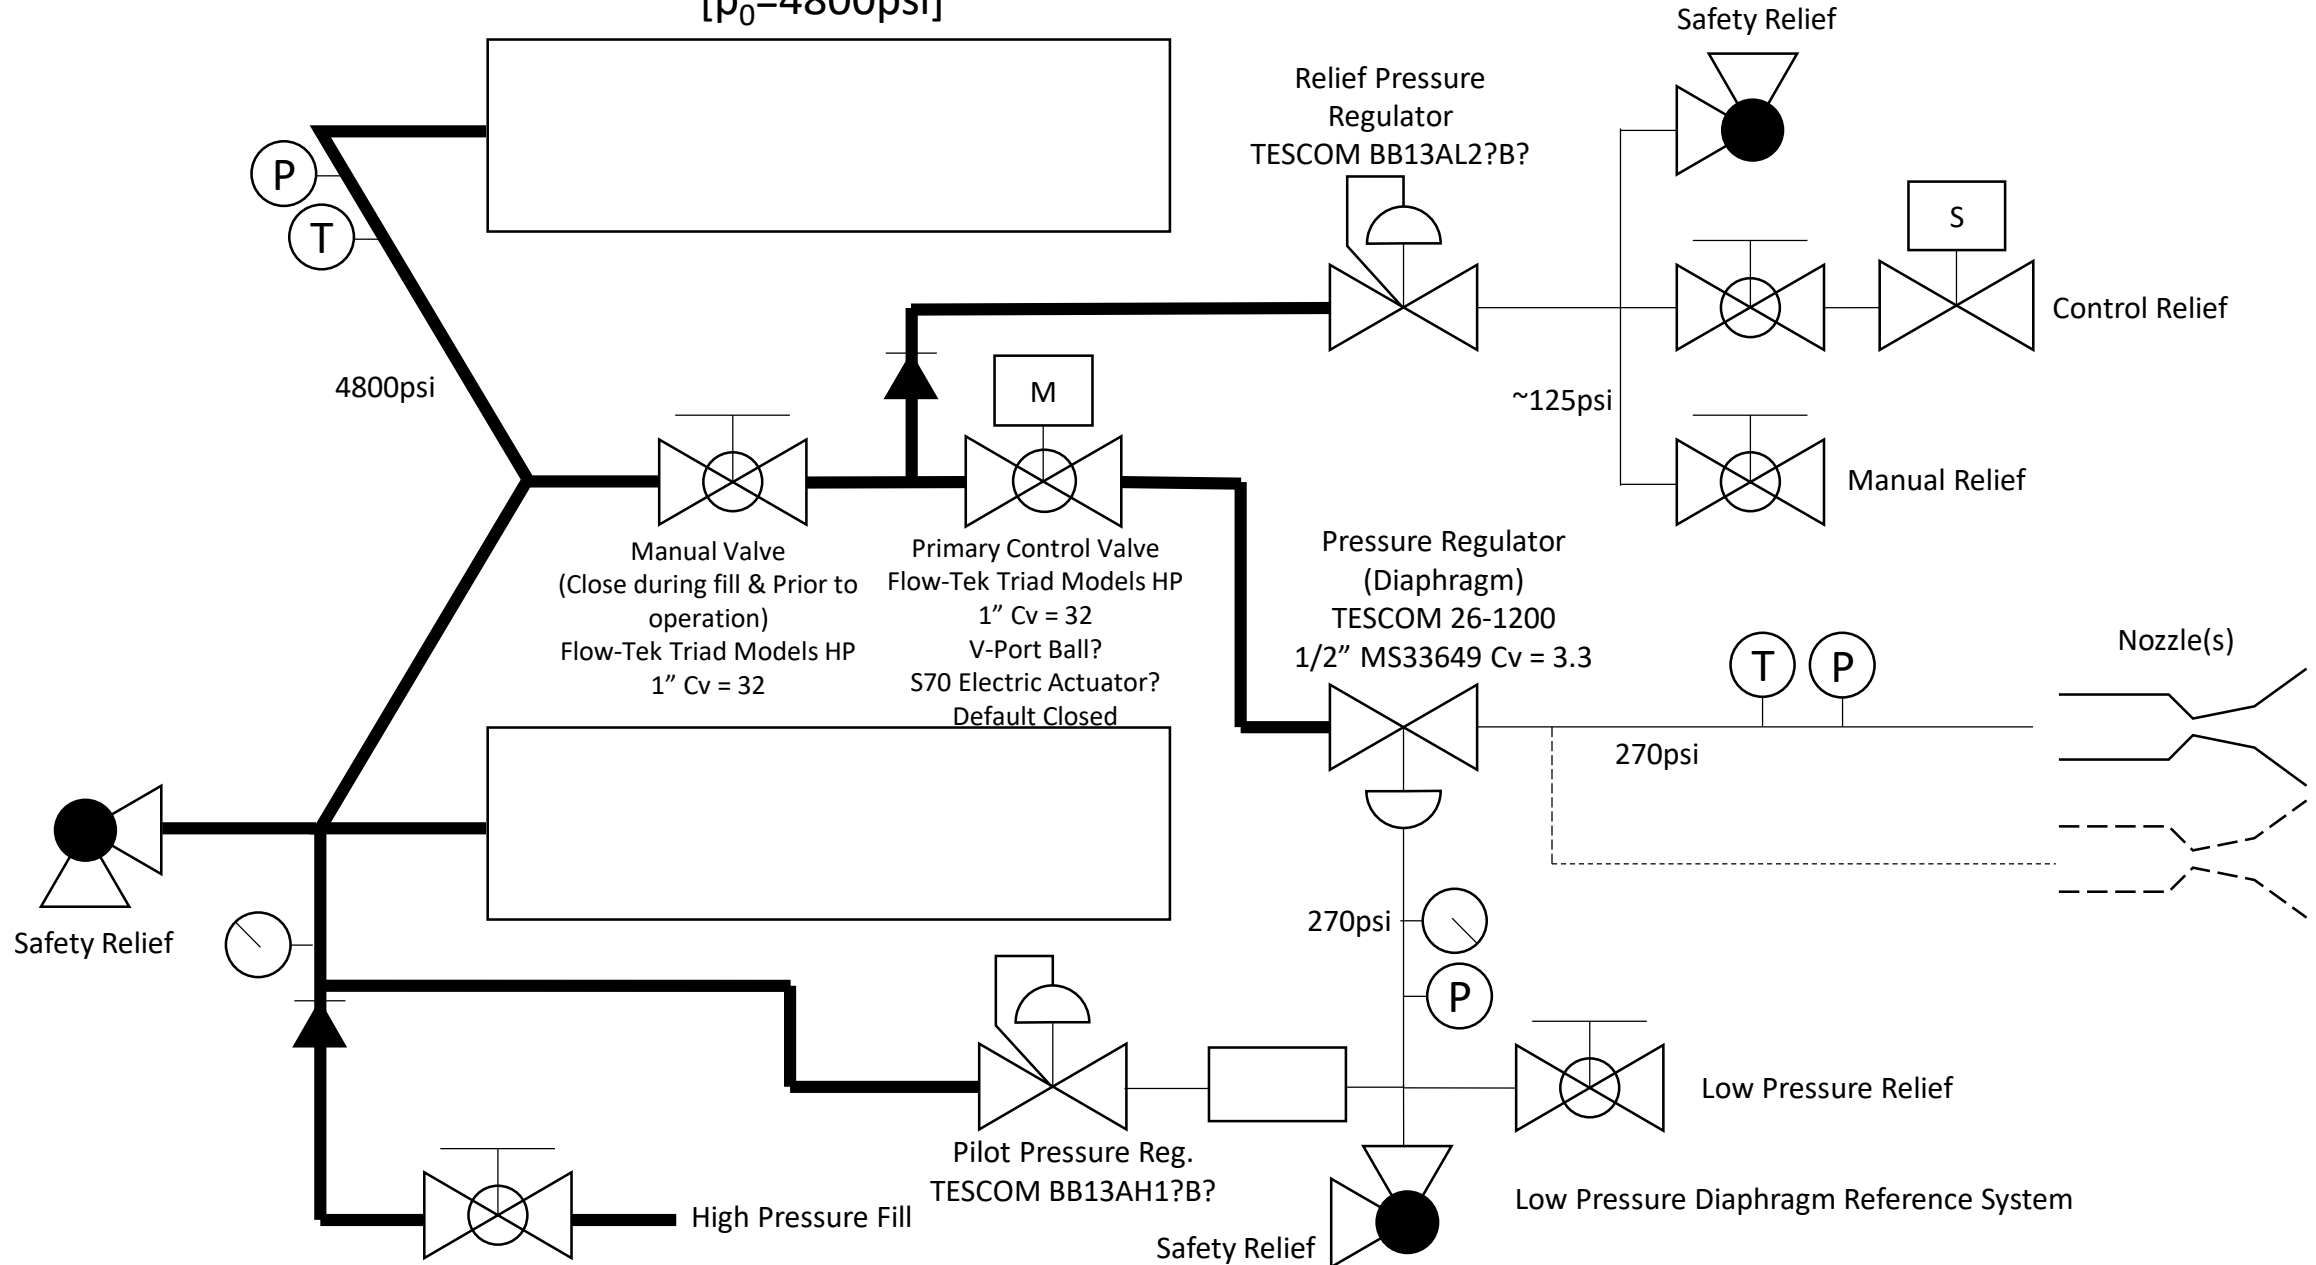 [p₀=4800psi]
Safety Relief
Relief Pressure
Regulator
TESCOM BB13AL2?B?
P
T
S
Control Relief
4800psi
M
~125psi
Manual Relief
Manual Valve
(Close during fill & Prior to
operation)
Flow-Tek Triad Models HP
1” Cv = 32
Primary Control Valve
Flow-Tek Triad Models HP
1” Cv = 32
V-Port Ball?
S70 Electric Actuator?
Default Closed
Pressure Regulator
(Diaphragm)
TESCOM 26-1200
1/2” MS33649 Cv = 3.3
T
P
Nozzle(s)
270psi
Safety Relief
270psi
P
Low Pressure Relief
Pilot Pressure Reg.
TESCOM BB13AH1?B?
High Pressure Fill
Low Pressure Diaphragm Reference System
Safety Relief